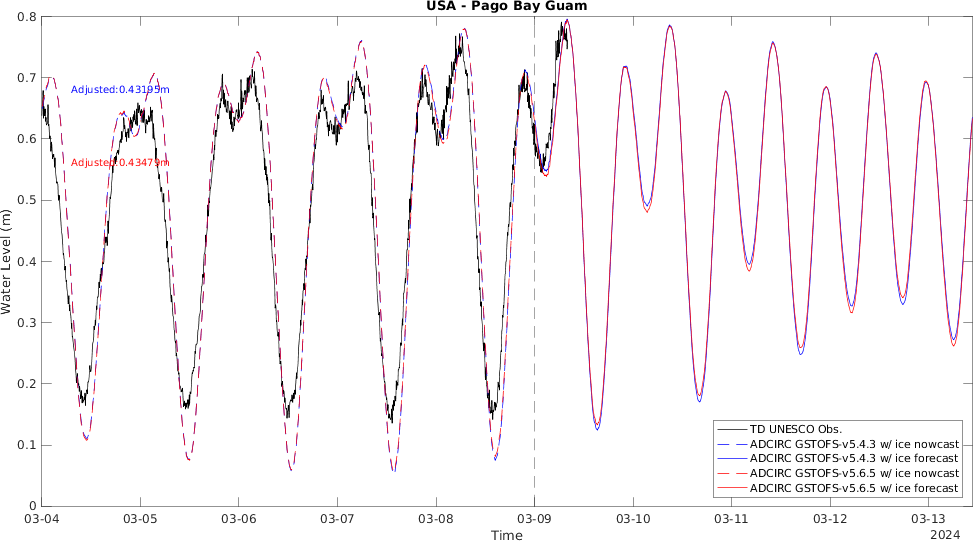 USA - Pago Bay Guam
0.8
0.7
0.6
0.5
0.4
0.3
0.2
0.1
0
Water Level (m)
Adjusted:0.43195m
Adjusted:0.43479m
TD UNESCO Obs.
ADCIRC GSTOFS-v5.4.3 w/ ice nowcast
ADCIRC GSTOFS-v5.4.3 w/ ice forecast
ADCIRC GSTOFS-v5.6.5 w/ ice nowcast
ADCIRC GSTOFS-v5.6.5 w/ ice forecast
03-04 03-05 03-06 03-07 03-08 03-09 03-10 03-11 03-12 03-13
Time
2024